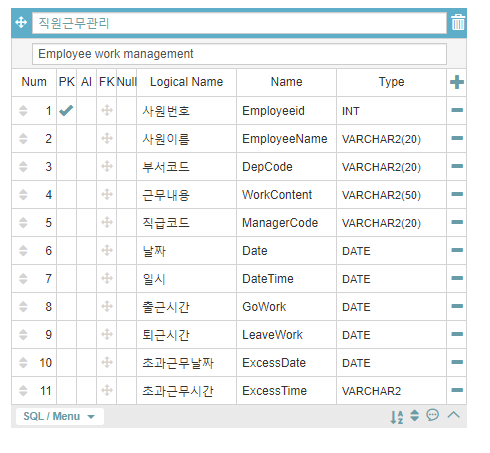 직원근무관리
Employee work management
Num PK AI FK Null Logical Name Name Type
1 사원번호 Employeeid INT
2 사원이름 EmployeeName VARCHAR2(20)
3 부서코드 DepCode VARCHAR2(20)
4 근무내용 WorkContent VARCHAR2(50)
5 직급코드 ManagerCode VARCHAR2(20)
6 날짜 Date DATE
7 일시 DateTime DATE
8 출근시간 GoWork DATE
9 퇴근시간 LeaveWork DATE
10 초과근무날짜 ExcessDate DATE
11 초과근무시간 ExcessTime VARCHAR2
SQL / Menu